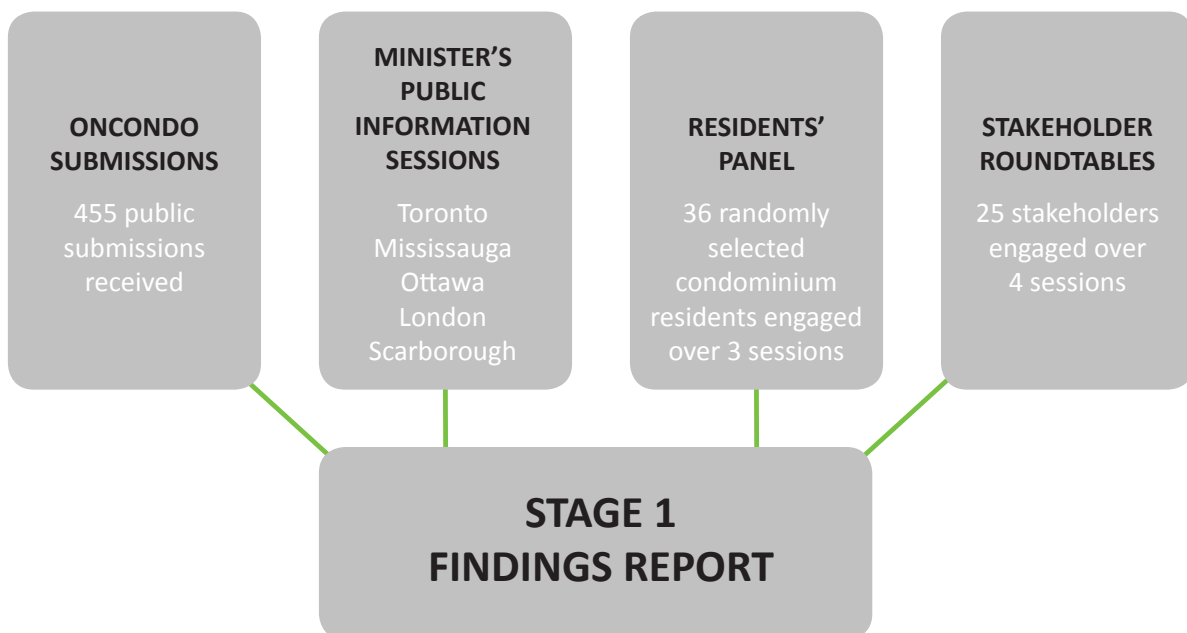 ONCONDO
SUBMISSIONS
455 public
submissions
received
MINISTER’S
PUBLIC
INFORMATION
SESSIONS
Toronto
Mississauga
Ottawa
London
Scarborough
RESIDENTS’
PANEL
36 randomly
selected
condominium
residents engaged
over 3 sessions
STAKEHOLDER
ROUNDTABLES
25 stakeholders
engaged over
4 sessions
STAGE 1
FINDINGS REPORT